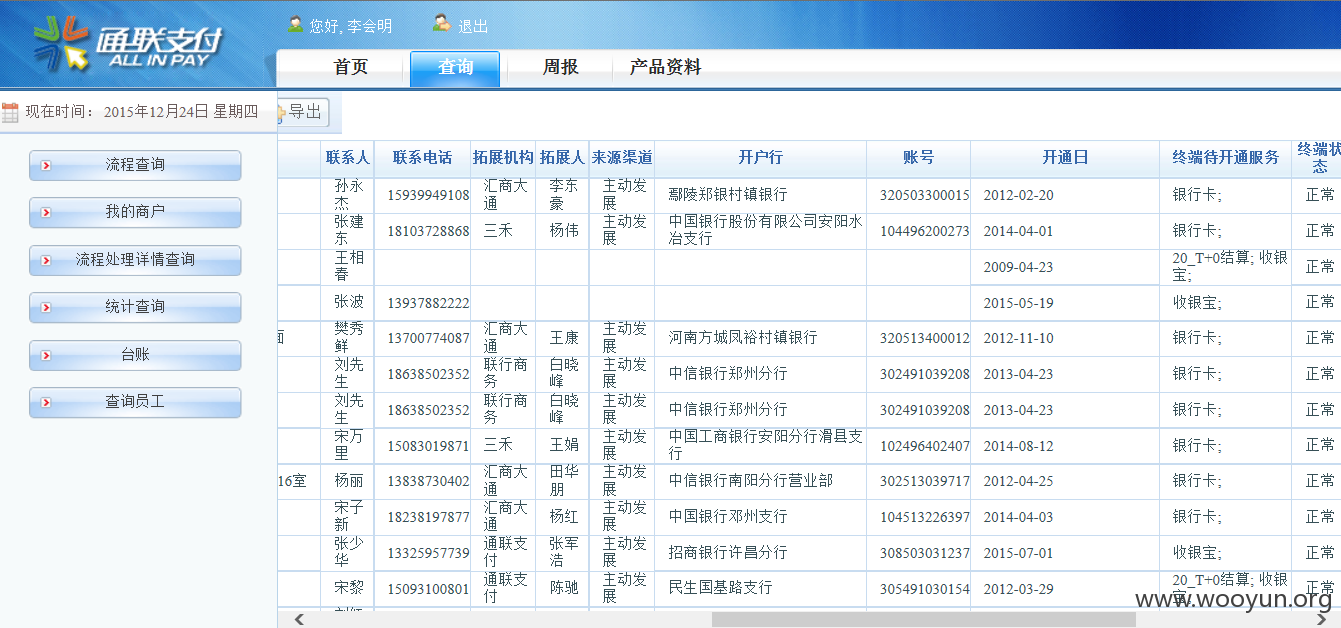 通联支付
ALL IN PAY
您好, 李会明 退出
首页 查询 周报 产品资料
现在时间： 2015年12月24日 星期四
导出
流程查询
我的商户
流程处理详情查询
统计查询
台账
查询员工
联系人 联系电话 拓展机构 拓展人 来源渠道 开户行 账号 开通日 终端待开通服务 终端状态
孙永杰 15939949108 汇商大通 李东豪 主动发展 鄢陵郑银村镇银行 320503300015 2012-02-20 银行卡; 正常
张建东 18103728868 三禾 杨伟 主动发展 中国银行股份有限公司安阳水冶支行 104496200273 2014-04-01 银行卡; 正常
王相春 2009-04-23 20_T+0结算; 收银宝; 正常
张波 13937882222 2015-05-19 收银宝; 正常
樊秀鲜 13700774087 汇商大通 王康 主动发展 河南方城凤裕村镇银行 320513400012 2012-11-10 银行卡; 正常
刘先生 18638502352 联行商务 白晓峰 主动发展 中信银行郑州分行 302491039208 2013-04-23 银行卡; 正常
刘先生 18638502352 联行商务 白晓峰 主动发展 中信银行郑州分行 302491039208 2013-04-23 银行卡; 正常
宋万里 15083019871 三禾 王娟 主动发展 中国工商银行安阳分行滑县支行 102496402407 2014-08-12 银行卡; 正常
16室 杨丽 13838730402 汇商大通 田华朋 主动发展 中信银行南阳分行营业部 302513039717 2012-04-25 银行卡; 正常
宋子新 18238197877 汇商大通 杨红 主动发展 中国银行邓州支行 104513226397 2014-04-03 银行卡; 正常
张少华 13325957739 通联支付 张军浩 主动发展 招商银行许昌分行 308503031237 2015-07-01 收银宝; 正常
宋黎 15093100801 通联支付 陈驰 主动发展 民生国基路支行 305491030154 2012-03-29 20_T+0结算; 收银宝; 正常
www.wooyun.org